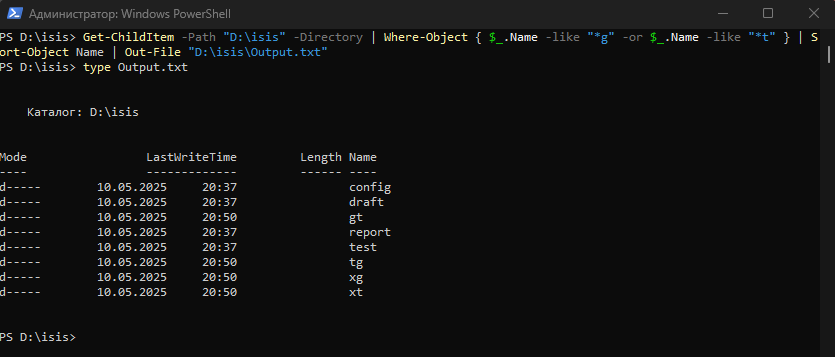 Администратор: Windows PowerShell
PS D:\isis> Get-ChildItem -Path "D:\isis" -Directory | Where-Object { $_.Name -like "*g" -or $_.Name -like "*t" } | S
ort-Object Name | Out-File "D:\isis\Output.txt"
PS D:\isis> type Output.txt
Каталог: D:\isis
Mode LastWriteTime Length Name
---- ------------- ------ ----
d----- 10.05.2025 20:37 config
d----- 10.05.2025 20:37 draft
d----- 10.05.2025 20:50 gt
d----- 10.05.2025 20:37 report
d----- 10.05.2025 20:37 test
d----- 10.05.2025 20:50 tg
d----- 10.05.2025 20:50 xg
d----- 10.05.2025 20:50 xt
PS D:\isis>